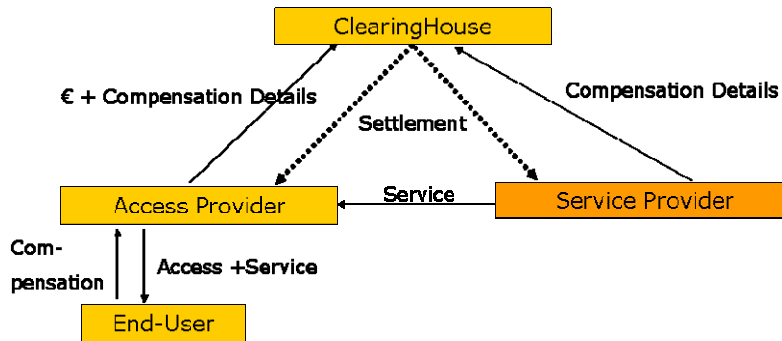 ClearingHouse
€ + Compensation Details
Compensation Details
Settlement
Access Provider
Service
Service Provider
Com-
pensation
Access +Service
End-User